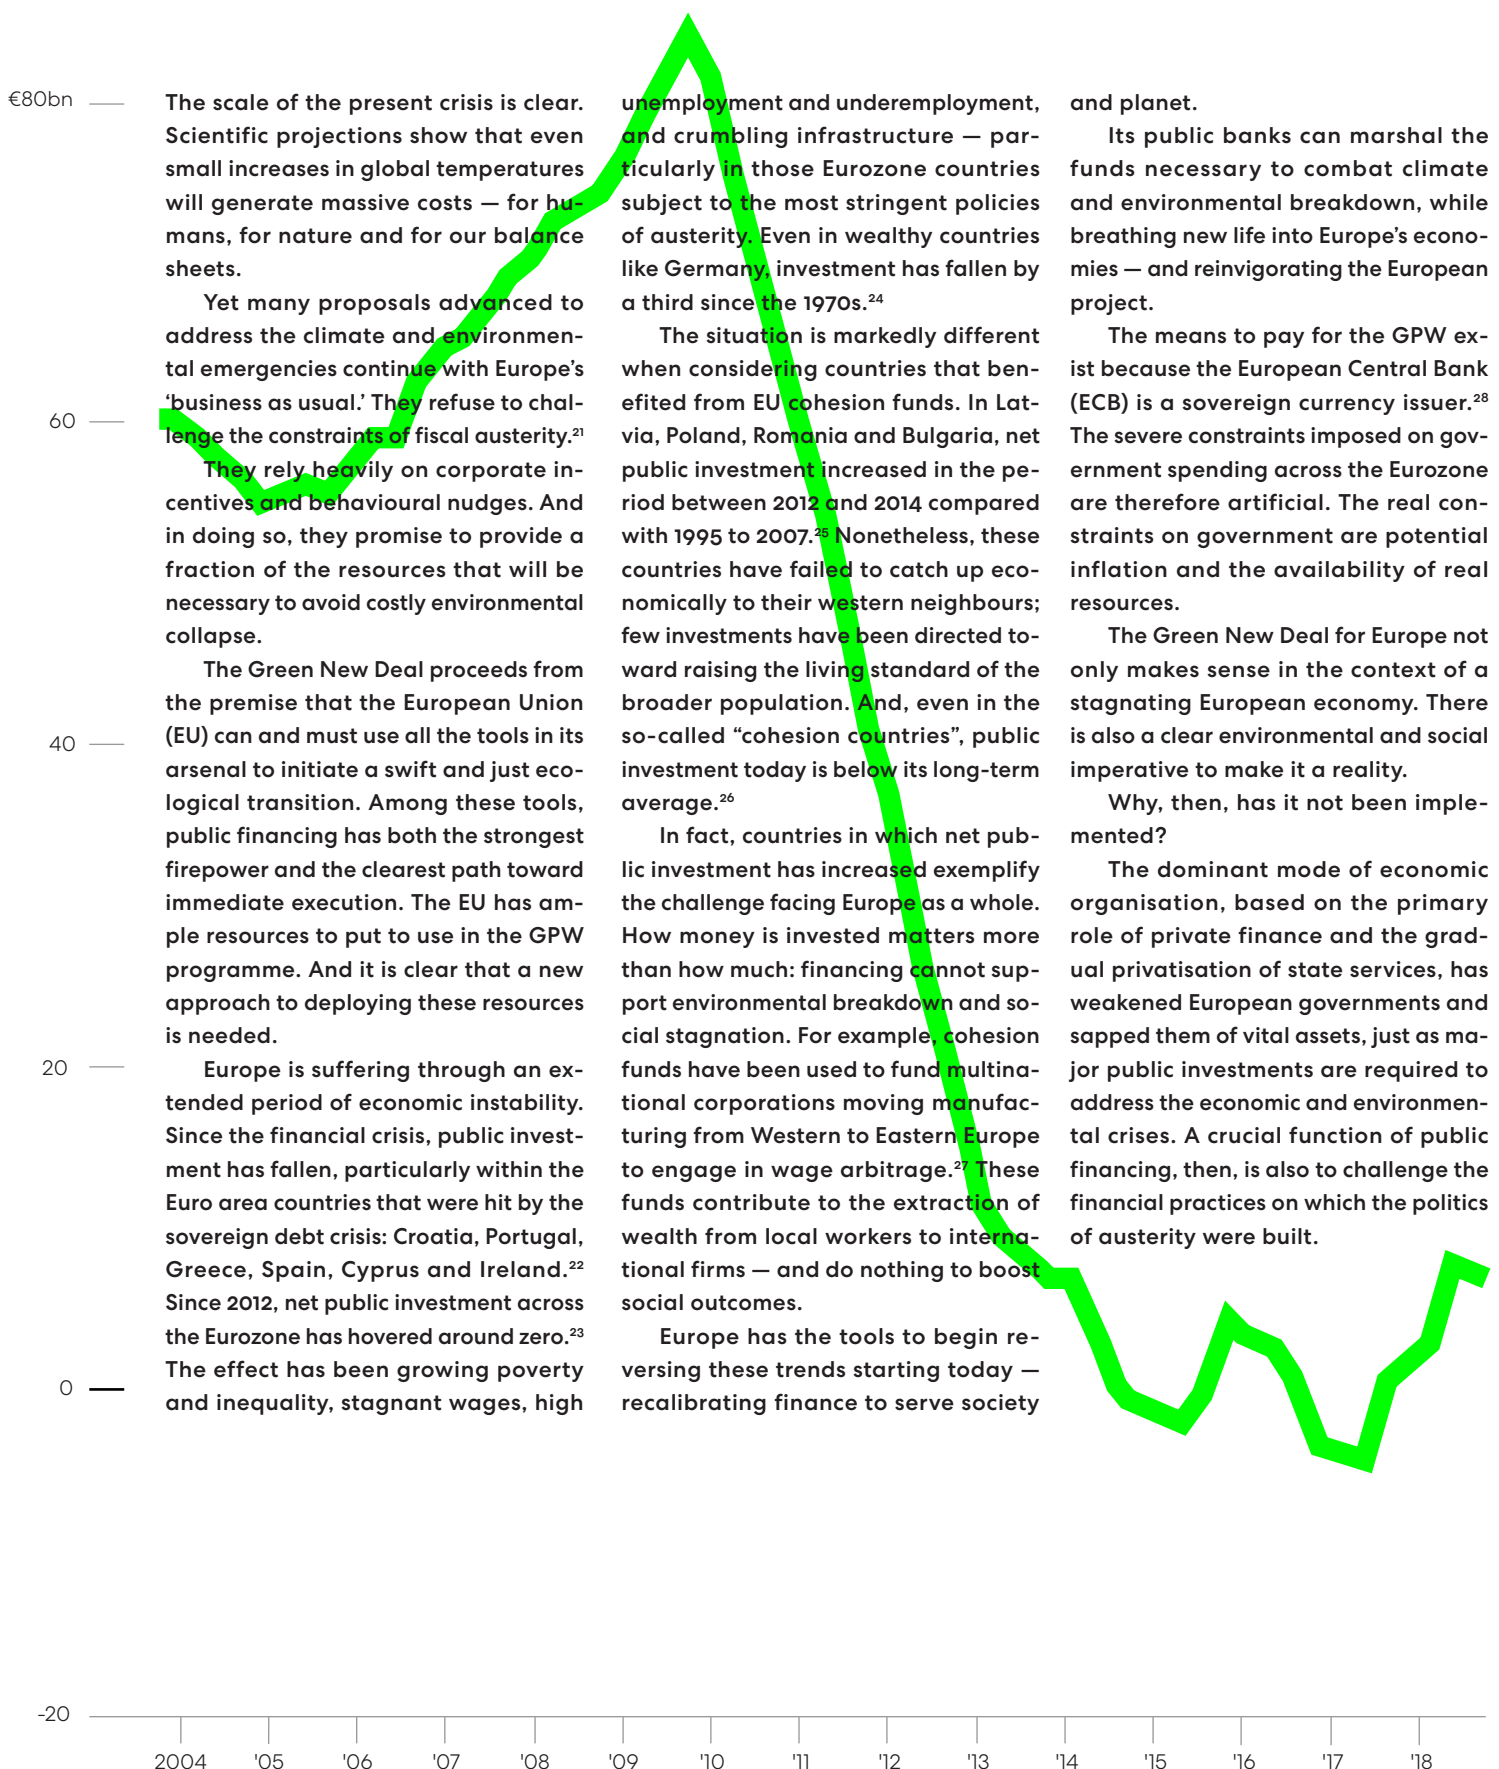 €80bn
60
40
20
0
-20
The scale of the present crisis is clear.
Scientific projections show that even
small increases in global temperatures
will generate massive costs — for hu-
mans, for nature and for our balance
sheets.
Yet many proposals advanced to
address the climate and environmen-
tal emergencies continue with Europe’s
‘business as usual.’ They refuse to chal-
lenge the constraints of fiscal austerity.²¹
They rely heavily on corporate in-
centives and behavioural nudges. And
in doing so, they promise to provide a
fraction of the resources that will be
necessary to avoid costly environmental
collapse.
The Green New Deal proceeds from
the premise that the European Union
(EU) can and must use all the tools in its
arsenal to initiate a swift and just eco-
logical transition. Among these tools,
public financing has both the strongest
firepower and the clearest path toward
immediate execution. The EU has am-
ple resources to put to use in the GPW
programme. And it is clear that a new
approach to deploying these resources
is needed.
Europe is suffering through an ex-
tended period of economic instability.
Since the financial crisis, public invest-
ment has fallen, particularly within the
Euro area countries that were hit by the
sovereign debt crisis: Croatia, Portugal,
Greece, Spain, Cyprus and Ireland.²²
Since 2012, net public investment across
the Eurozone has hovered around zero.²³
The effect has been growing poverty
and inequality, stagnant wages, high
unemployment and underemployment,
and crumbling infrastructure — par-
ticularly in those Eurozone countries
subject to the most stringent policies
of austerity. Even in wealthy countries
like Germany, investment has fallen by
a third since the 1970s.²⁴
The situation is markedly different
when considering countries that ben-
efited from EU cohesion funds. In Lat-
via, Poland, Romania and Bulgaria, net
public investment increased in the pe-
riod between 2012 and 2014 compared
with 1995 to 2007.²⁵ Nonetheless, these
countries have failed to catch up eco-
nomically to their western neighbours;
few investments have been directed to-
ward raising the living standard of the
broader population. And, even in the
so-called “cohesion countries”, public
investment today is below its long-term
average.²⁶
In fact, countries in which net pub-
lic investment has increased exemplify
the challenge facing Europe as a whole.
How money is invested matters more
than how much: financing cannot sup-
port environmental breakdown and so-
cial stagnation. For example, cohesion
funds have been used to fund multina-
tional corporations moving manufac-
turing from Western to Eastern Europe
to engage in wage arbitrage.²⁷ These
funds contribute to the extraction of
wealth from local workers to interna-
tional firms — and do nothing to boost
social outcomes.
Europe has the tools to begin re-
versing these trends starting today —
recalibrating finance to serve society
and planet.
Its public banks can marshal the
funds necessary to combat climate
and environmental breakdown, while
breathing new life into Europe’s econo-
mies — and reinvigorating the European
project.
The means to pay for the GPW ex-
ist because the European Central Bank
(ECB) is a sovereign currency issuer.²⁸
The severe constraints imposed on gov-
ernment spending across the Eurozone
are therefore artificial. The real con-
straints on government are potential
inflation and the availability of real
resources.
The Green New Deal for Europe not
only makes sense in the context of a
stagnating European economy. There
is also a clear environmental and social
imperative to make it a reality.
Why, then, has it not been imple-
mented?
The dominant mode of economic
organisation, based on the primary
role of private finance and the grad-
ual privatisation of state services, has
weakened European governments and
sapped them of vital assets, just as ma-
jor public investments are required to
address the economic and environmen-
tal crises. A crucial function of public
financing, then, is also to challenge the
financial practices on which the politics
of austerity were built.
2004 '05 '06 '07 '08 '09 '10 '11 '12 '13 '14 '15 '16 '17 '18